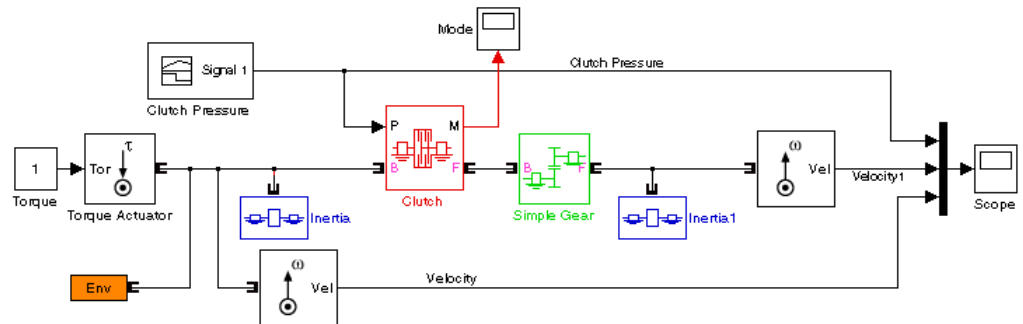 Mode
Signal 1
Clutch Pressure
Clutch Pressure
P
M
B
F
Clutch
1
Torque
Tor
τ
Torque Actuator
Inertia
B
F
Simple Gear
Inertia1
ω
Vel
Velocity1
Scope
Env
ω
Vel
Velocity